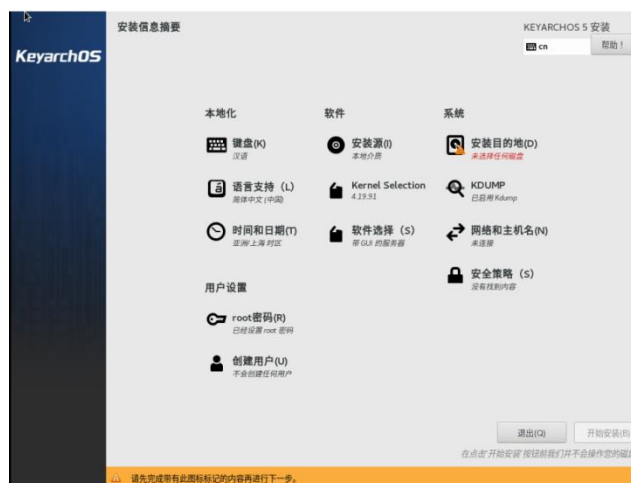 KeyarchOS
安装信息摘要
KEYARCHOS 5 安装
cn
帮助！
本地化
键盘(K)
汉语
语言支持（L）
简体中文 (中国)
时间和日期(T)
亚洲/上海 时区
用户设置
root密码(R)
已经设置 root 密码
创建用户(U)
不会创建任何用户
软件
安装源(I)
本地介质
Kernel Selection
4.19.91
软件选择（S）
带 GUI 的服务器
系统
安装目的地(D)
未选择任何磁盘
KDUMP
已启用 Kdump
网络和主机名(N)
未连接
安全策略（S）
没有找到内容
退出(Q)
开始安装(B)
在点击‘开始安装’按钮前我们并不会操作您的磁
请先完成带有此图标标记的内容再进行下一步。